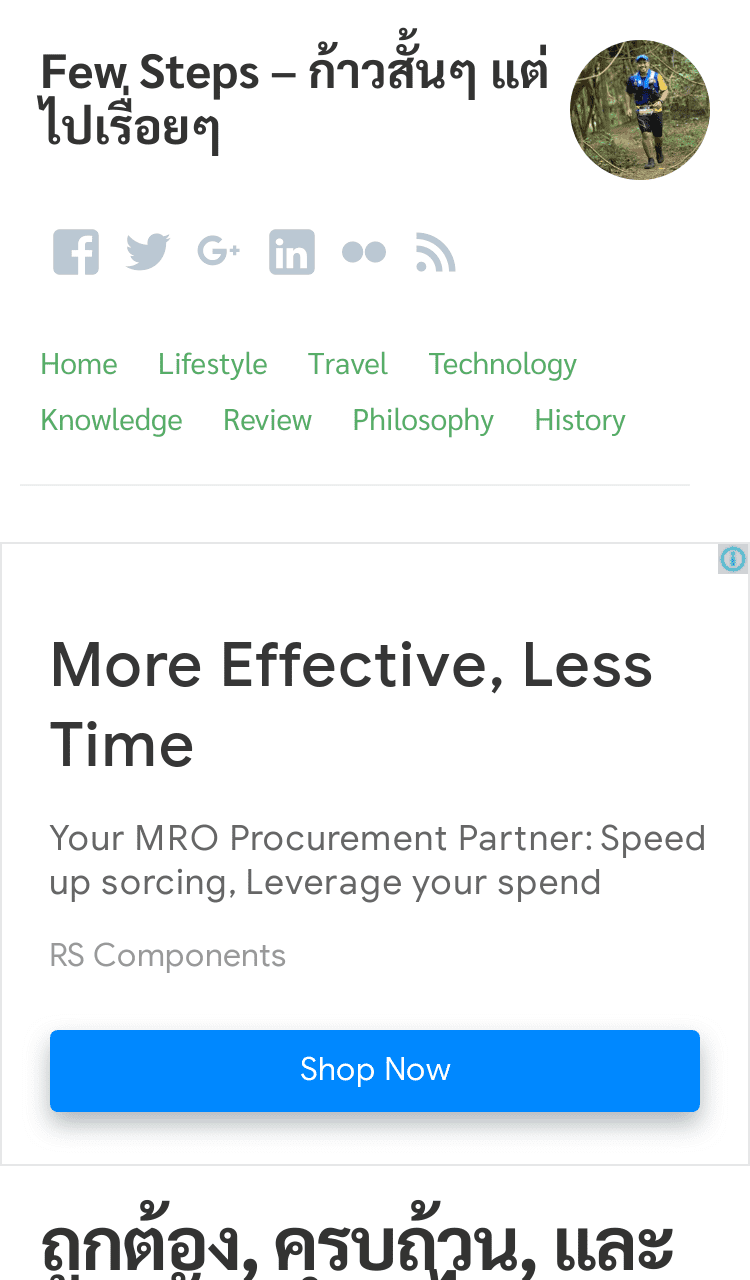 Few Steps – ก้าวสั้นๆ แต่
ไปเรื่อยๆ
Home Lifestyle Travel Technology
Knowledge Review Philosophy History
More Effective, Less
Time
Your MRO Procurement Partner: Speed
up sorcing, Leverage your spend
RS Components
Shop Now
ถูกต้อง, ครบถ้วน, และ